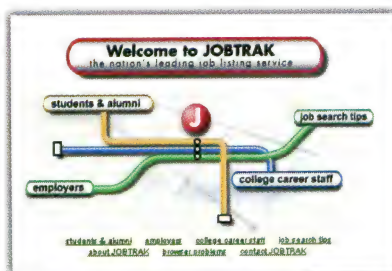 Welcome to JOBTRAK
the nation's leading job listing service
students & alumni
J
job search tips
employers
college career staff
students & alumni employers college career staff job search tips
about JOBTRAK browser problems contact JOBTRAK